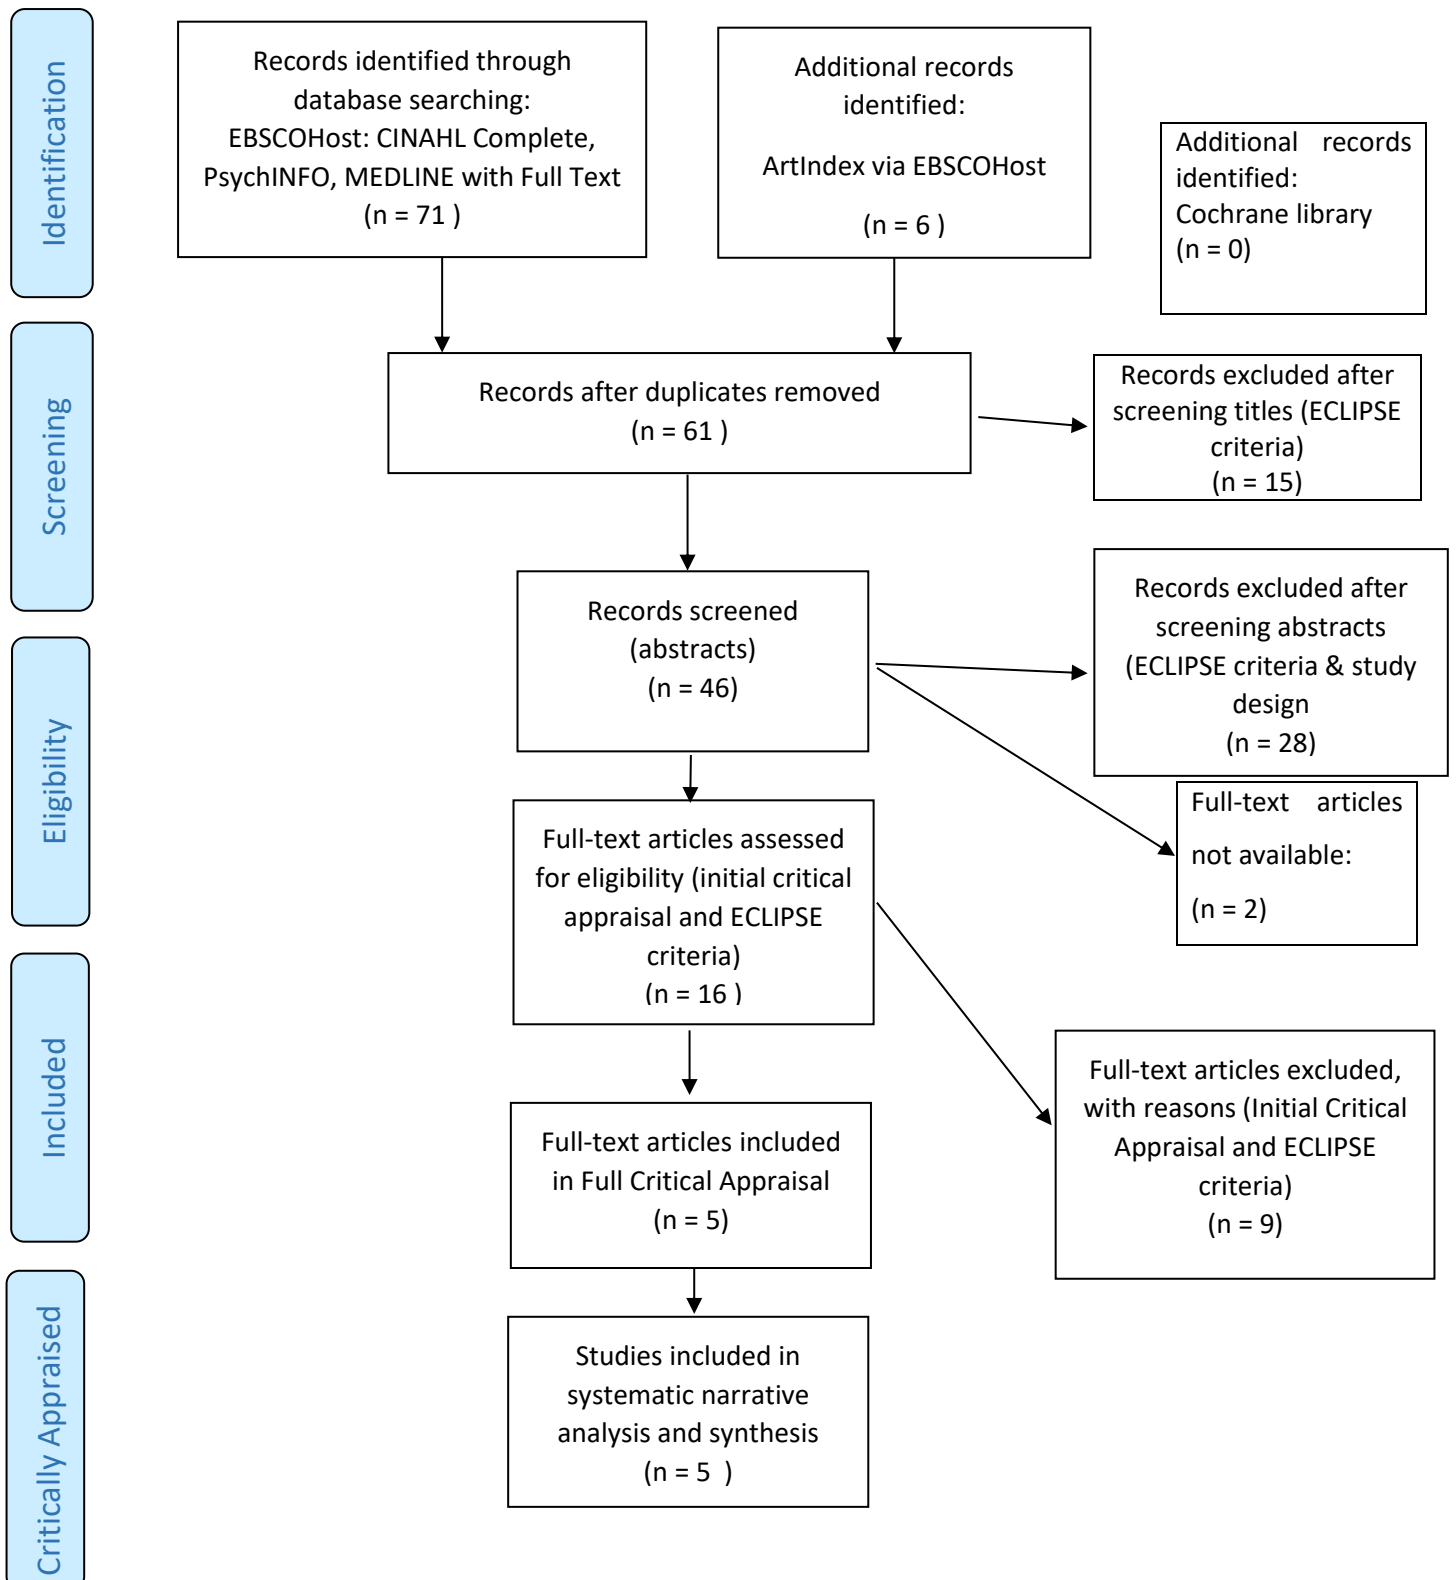 Identification
Records identified through
database searching:
EBSCOHost: CINAHL Complete,
PsychINFO, MEDLINE with Full Text
(n = 71 )
Additional records
identified:
ArtIndex via EBSCOHost
(n = 6 )
Additional records
identified:
Cochrane library
(n = 0)
Screening
Records after duplicates removed
(n = 61 )
Records excluded after
screening titles (ECLIPSE
criteria)
(n = 15)
Records screened
(abstracts)
(n = 46)
Records excluded after
screening abstracts
(ECLIPSE criteria & study
design
(n = 28)
Eligibility
Full-text articles
not available:
(n = 2)
Full-text articles assessed
for eligibility (initial critical
appraisal and ECLIPSE
criteria)
(n = 16 )
Included
Full-text articles excluded,
with reasons (Initial Critical
Appraisal and ECLIPSE
criteria)
(n = 9)
Full-text articles included
in Full Critical Appraisal
(n = 5)
Critically Appraised
Studies included in
systematic narrative
analysis and synthesis
(n = 5  )